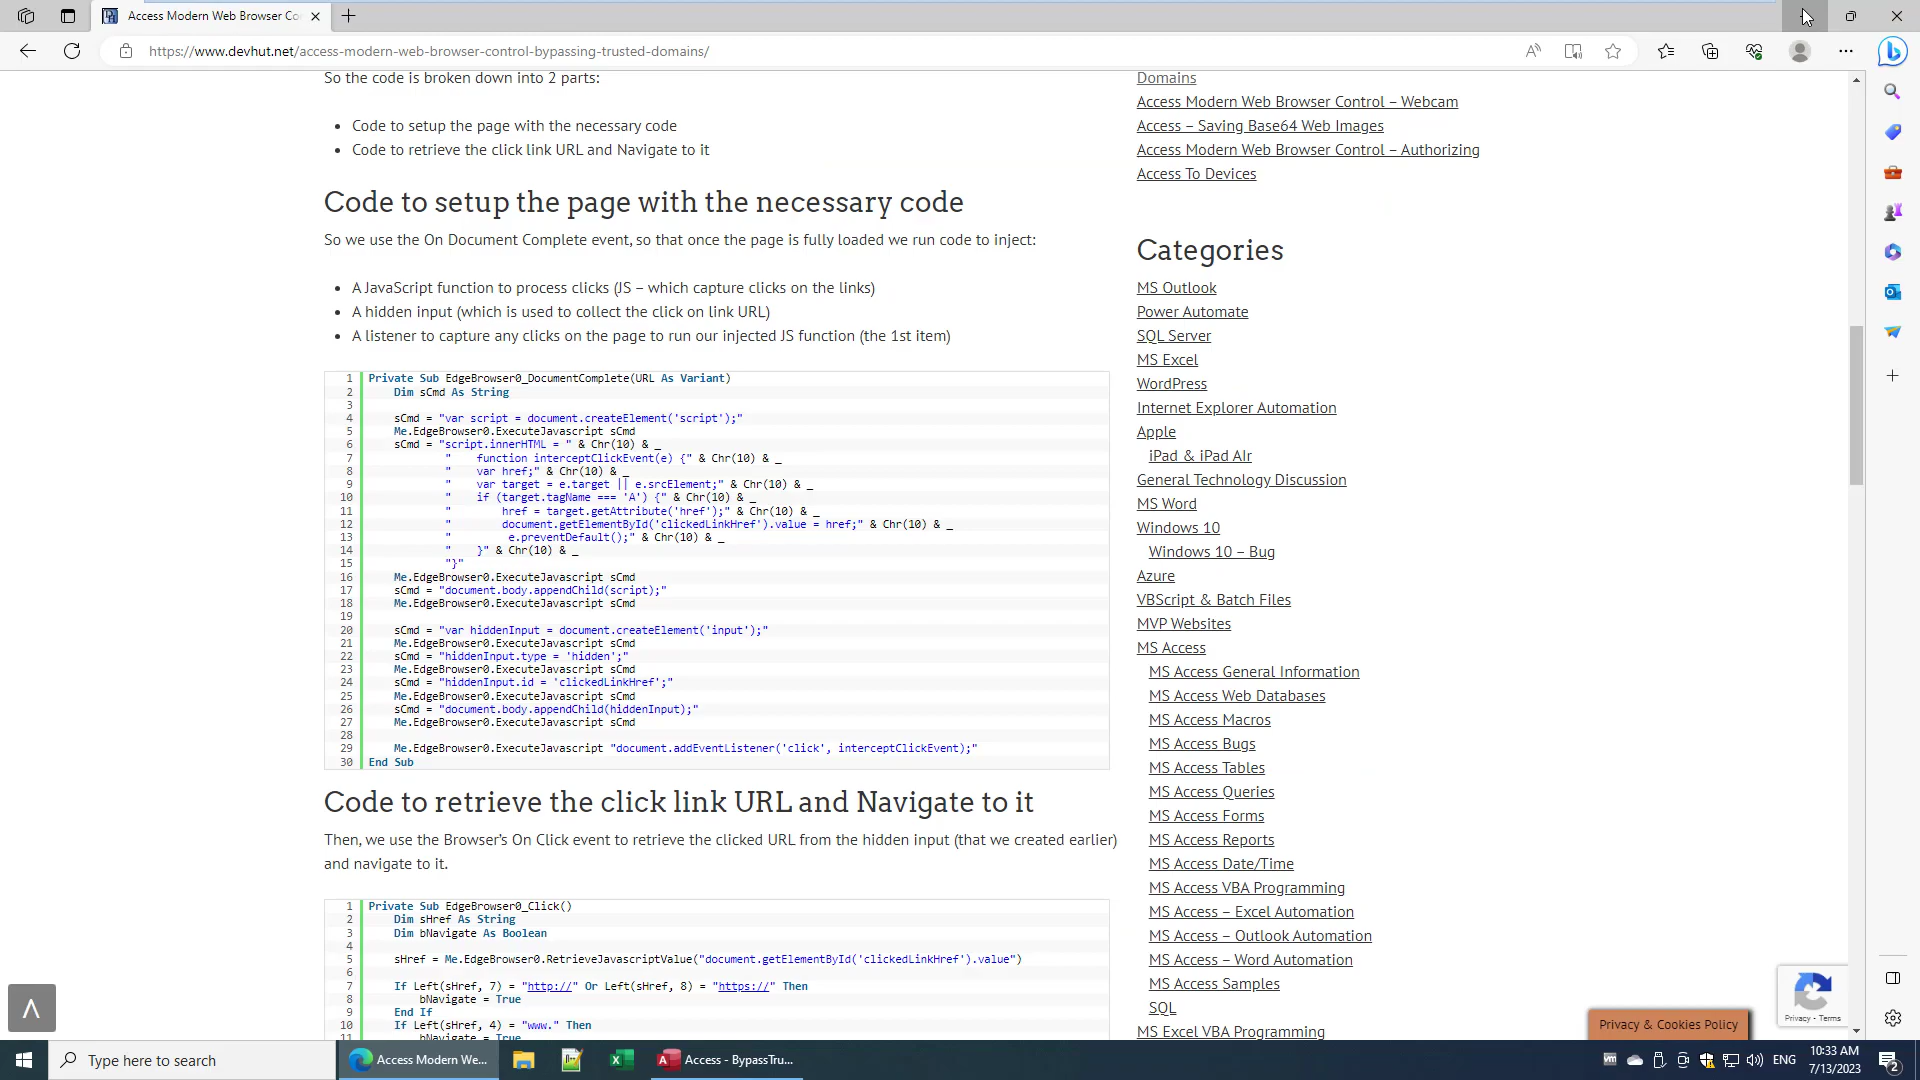 Access Modern Web Browser Co
https://www.devhut.net/access-modern-web-browser-control-bypassing-trusted-domains/
So the code is broken down into 2 parts:
Code to setup the page with the necessary code
Code to retrieve the click link URL and Navigate to it
Code to setup the page with the necessary code
So we use the On Document Complete event, so that once the page is fully loaded we run code to inject:
A JavaScript function to process clicks (JS – which capture clicks on the links)
A hidden input (which is used to collect the click on link URL)
A listener to capture any clicks on the page to run our injected JS function (the 1st item)
1 Private Sub EdgeBrowser0_DocumentComplete(URL As Variant)
2 Dim sCmd As String
3
4 sCmd = "var script = document.createElement('script');"
5 Me.EdgeBrowser0.ExecuteJavascript sCmd
6 sCmd = "script.innerHTML = " & Chr(10) & _
7 "    function interceptClickEvent(e) {" & Chr(10) & _
8 "    var href;" & Chr(10) & _
9 "    var target = e.target || e.srcElement;" & Chr(10) & _
10 "    if (target.tagName === 'A') {" & Chr(10) & _
11 "        href = target.getAttribute('href');" & Chr(10) & _
12 "        document.getElementById('clickedLinkHref').value = href;" & Chr(10) & _
13 "         e.preventDefault();" & Chr(10) & _
14 "    }" & Chr(10) & _
15 "}"
16 Me.EdgeBrowser0.ExecuteJavascript sCmd
17 sCmd = "document.body.appendChild(script);"
18 Me.EdgeBrowser0.ExecuteJavascript sCmd
19
20 sCmd = "var hiddenInput = document.createElement('input');"
21 Me.EdgeBrowser0.ExecuteJavascript sCmd
22 sCmd = "hiddenInput.type = 'hidden';"
23 Me.EdgeBrowser0.ExecuteJavascript sCmd
24 sCmd = "hiddenInput.id = 'clickedLinkHref';"
25 Me.EdgeBrowser0.ExecuteJavascript sCmd
26 sCmd = "document.body.appendChild(hiddenInput);"
27 Me.EdgeBrowser0.ExecuteJavascript sCmd
28
29 Me.EdgeBrowser0.ExecuteJavascript "document.addEventListener('click', interceptClickEvent);"
30 End Sub
Code to retrieve the click link URL and Navigate to it
Then, we use the Browser's On Click event to retrieve the clicked URL from the hidden input (that we created earlier)
and navigate to it.
1 Private Sub EdgeBrowser0_Click()
2 Dim sHref As String
3 Dim bNavigate As Boolean
4
5 sHref = Me.EdgeBrowser0.RetrieveJavascriptValue("document.getElementById('clickedLinkHref').value")
6
7 If Left(sHref, 7) = "http://" Or Left(sHref, 8) = "https://" Then
8 bNavigate = True
9 End If
10 If Left(sHref, 4) = "www." Then
11 bNavigate = True
Domains
Access Modern Web Browser Control – Webcam
Access – Saving Base64 Web Images
Access Modern Web Browser Control – Authorizing
Access To Devices
Categories
MS Outlook
Power Automate
SQL Server
MS Excel
WordPress
Internet Explorer Automation
Apple
iPad & iPad AIr
General Technology Discussion
MS Word
Windows 10
Windows 10 – Bug
Azure
VBScript & Batch Files
MVP Websites
MS Access
MS Access General Information
MS Access Web Databases
MS Access Macros
MS Access Bugs
MS Access Tables
MS Access Queries
MS Access Forms
MS Access Reports
MS Access Date/Time
MS Access VBA Programming
MS Access – Excel Automation
MS Access – Outlook Automation
MS Access – Word Automation
MS Access Samples
SQL
MS Excel VBA Programming
Privacy - Terms
Privacy & Cookies Policy
Type here to search
Access Modern We...
Access - BypassTru...
ENG
10:33 AM
7/13/2023
2